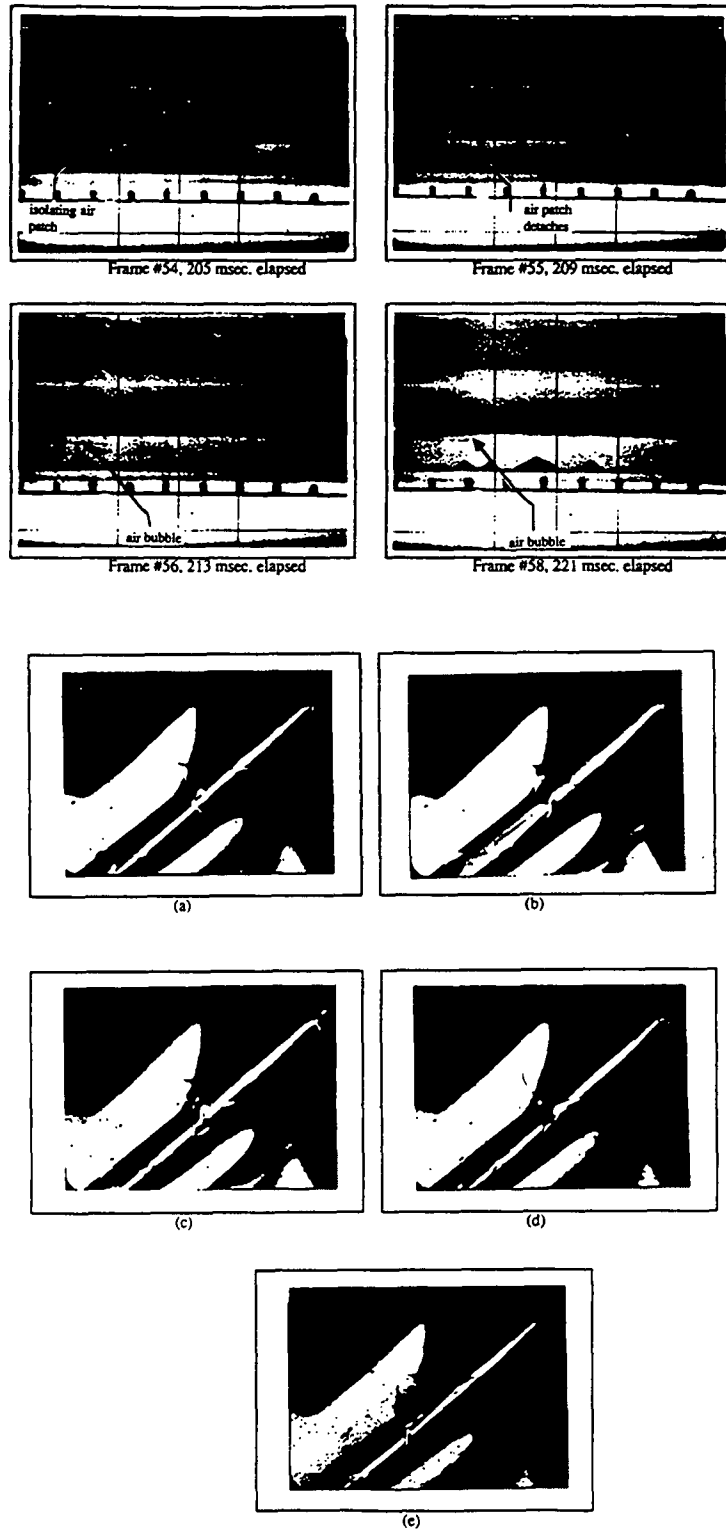 isolating air
patch
air patch
detaches
Frame #54, 205 msec. elapsed
Frame #55, 209 msec. elapsed
air bubble
air bubble
Frame #56, 213 msec. elapsed
Frame #58, 221 msec. elapsed
(a)
(b)
(c)
(d)
(e)